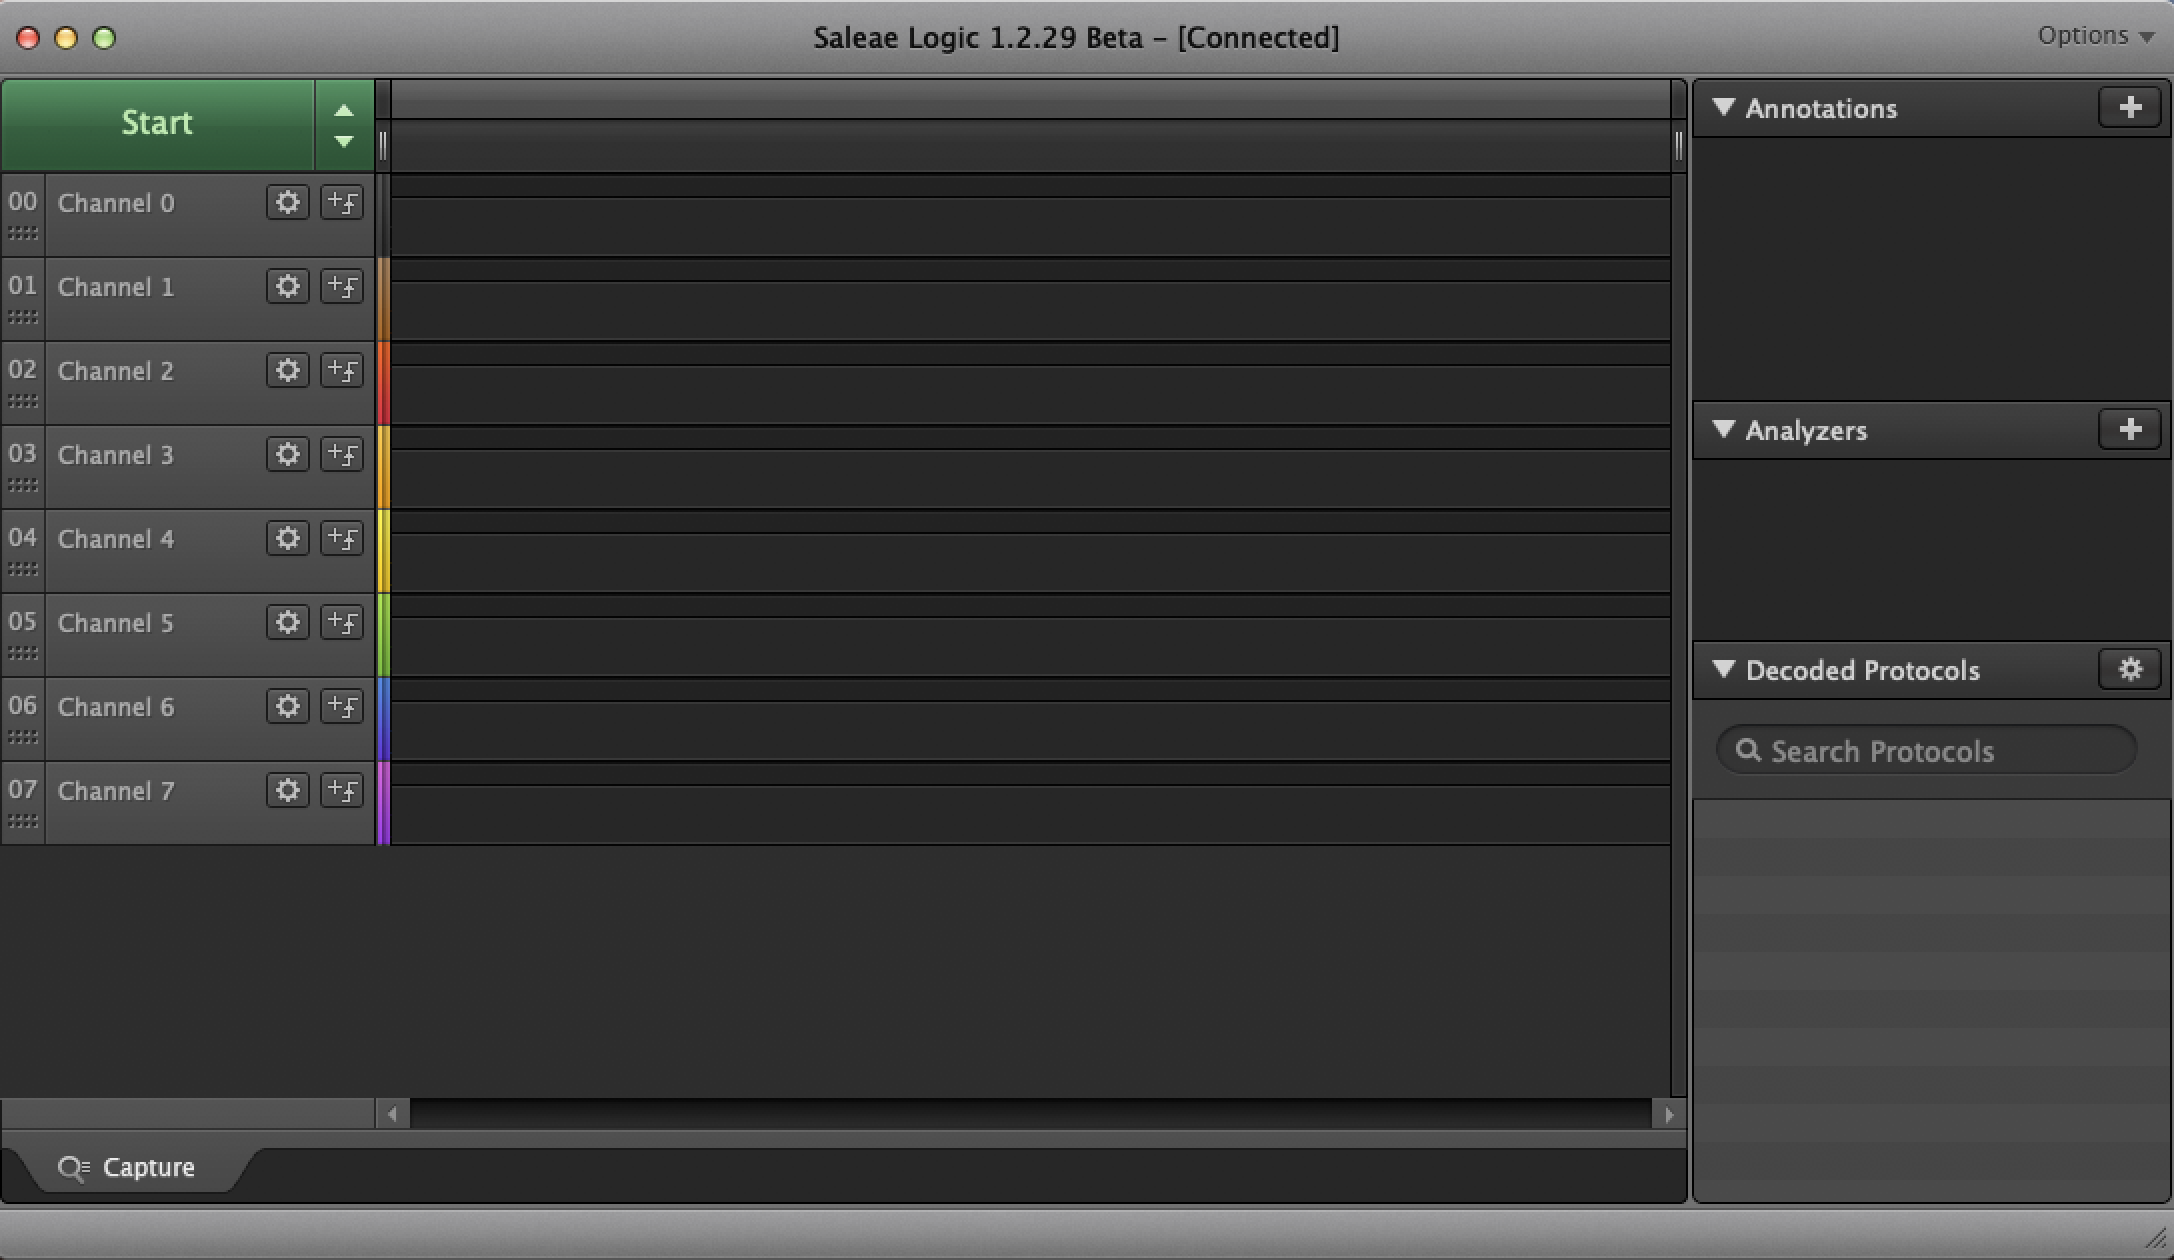 Saleae Logic 1.2.29 Beta – [Connected]
Options
Start
00 Channel 0
01 Channel 1
02 Channel 2
03 Channel 3
04 Channel 4
05 Channel 5
06 Channel 6
07 Channel 7
Capture
Annotations
Analyzers
Decoded Protocols
Search Protocols